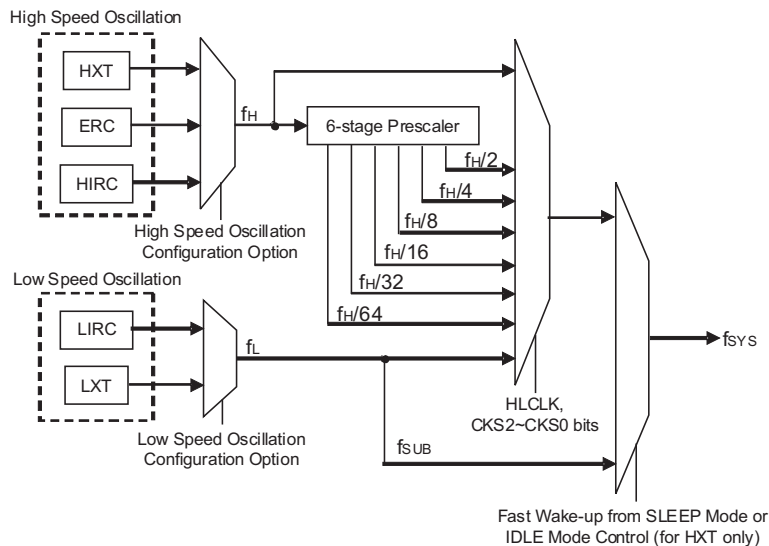 High Speed Oscillation
HXT
ERC
HIRC
fH
6-stage Prescaler
fH/2
fH/4
fH/8
fH/16
fH/32
fH/64
High Speed Oscillation
Configuration Option
Low Speed Oscillation
LIRC
LXT
fL
Low Speed Oscillation
Configuration Option
fSUB
HLCLK,
CKS2~CKS0 bits
fSYS
Fast Wake-up from SLEEP Mode or
IDLE Mode Control (for HXT only)